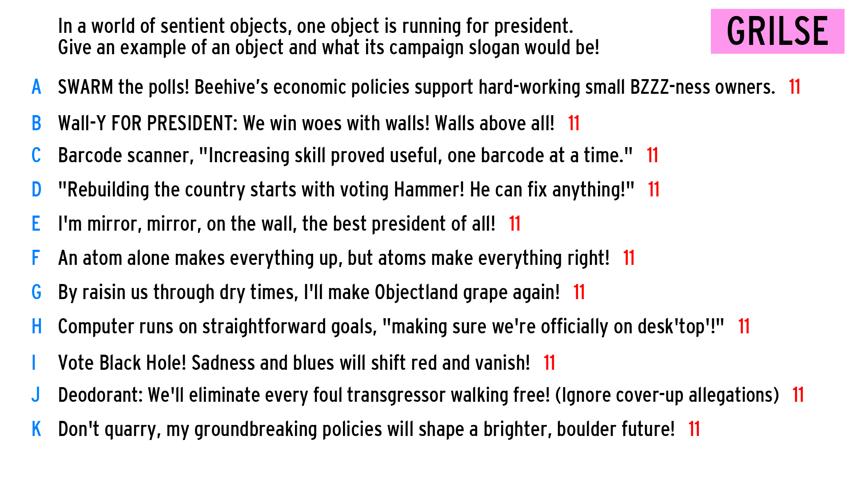 In a world of sentient objects, one object is running for president.
Give an example of an object and what its campaign slogan would be!
GRILSE
A SWARM the polls! Beehive's economic policies support hard-working small BZZZ-ness owners. 11
B Wall-Y FOR PRESIDENT: We win woes with walls! Walls above all! 11
C Barcode scanner, "Increasing skill proved useful, one barcode at a time." 11
D "Rebuilding the country starts with voting Hammer! He can fix anything!" 11
E I'm mirror, mirror, on the wall, the best president of all! 11
F An atom alone makes everything up, but atoms make everything right! 11
G By raisin us through dry times, I'll make Objectland grape again! 11
H Computer runs on straightforward goals, "making sure we're officially on desk'top'!" 11
I Vote Black Hole! Sadness and blues will shift red and vanish! 11
J Deodorant: We'll eliminate every foul transgressor walking free! (Ignore cover-up allegations) 11
K Don't quarry, my groundbreaking policies will shape a brighter, boulder future! 11